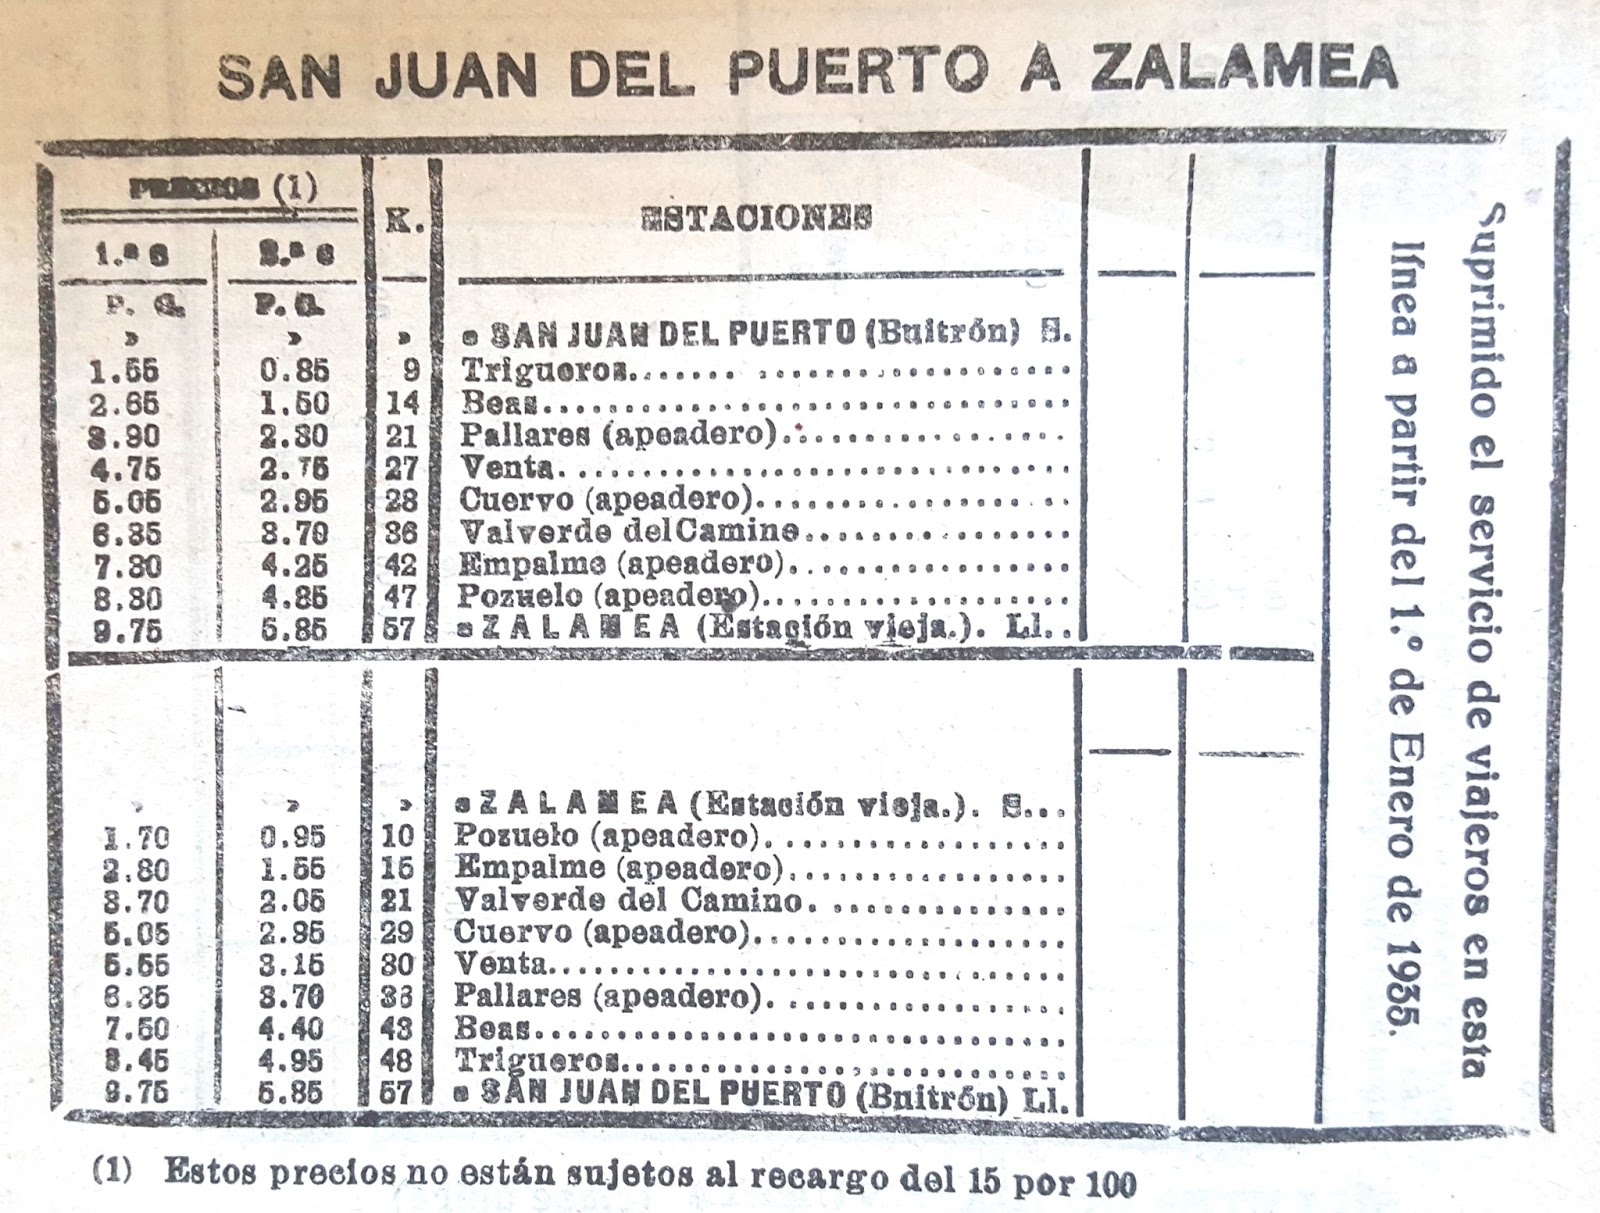 SAN JUAN DEL PUERTO A ZALAMEA
PRECIOS (1) K. ESTACIONES
1.ª c 2.ª c
P. C. P. C.
» » » SAN JUAN DEL PUERTO (Buitrón) S.
1.55 0.85 9 Trigueros
2.65 1.50 14 Beas
3.90 2.30 21 Pallares (apeadero)
4.75 2.75 27 Venta
5.05 2.95 28 Cuervo (apeadero)
6.35 3.70 36 Valverde del Camine
7.30 4.25 42 Empalme (apeadero)
8.30 4.85 47 Pozuelo (apeadero)
9.75 5.85 57 ZALAMEA (Estación vieja.). Ll..
» » » ZALAMEA (Estación vieja.). S...
1.70 0.95 10 Pozuelo (apeadero)
2.80 1.55 15 Empalme (apeadero)
3.70 2.05 21 Valverde del Camino
5.05 2.95 29 Cuervo (apeadero)
5.55 3.15 30 Venta
6.35 3.70 36 Pallares (apeadero)
7.50 4.40 43 Beas
8.45 4.95 48 Trigueros
9.75 5.85 57 SAN JUAN DEL PUERTO (Buitrón) Ll.
Suprimido el servicio de viajeros en esta
línea a partir del 1.º de Enero de 1935.
(1) Estos precios no están sujetos al recargo del 15 por 100